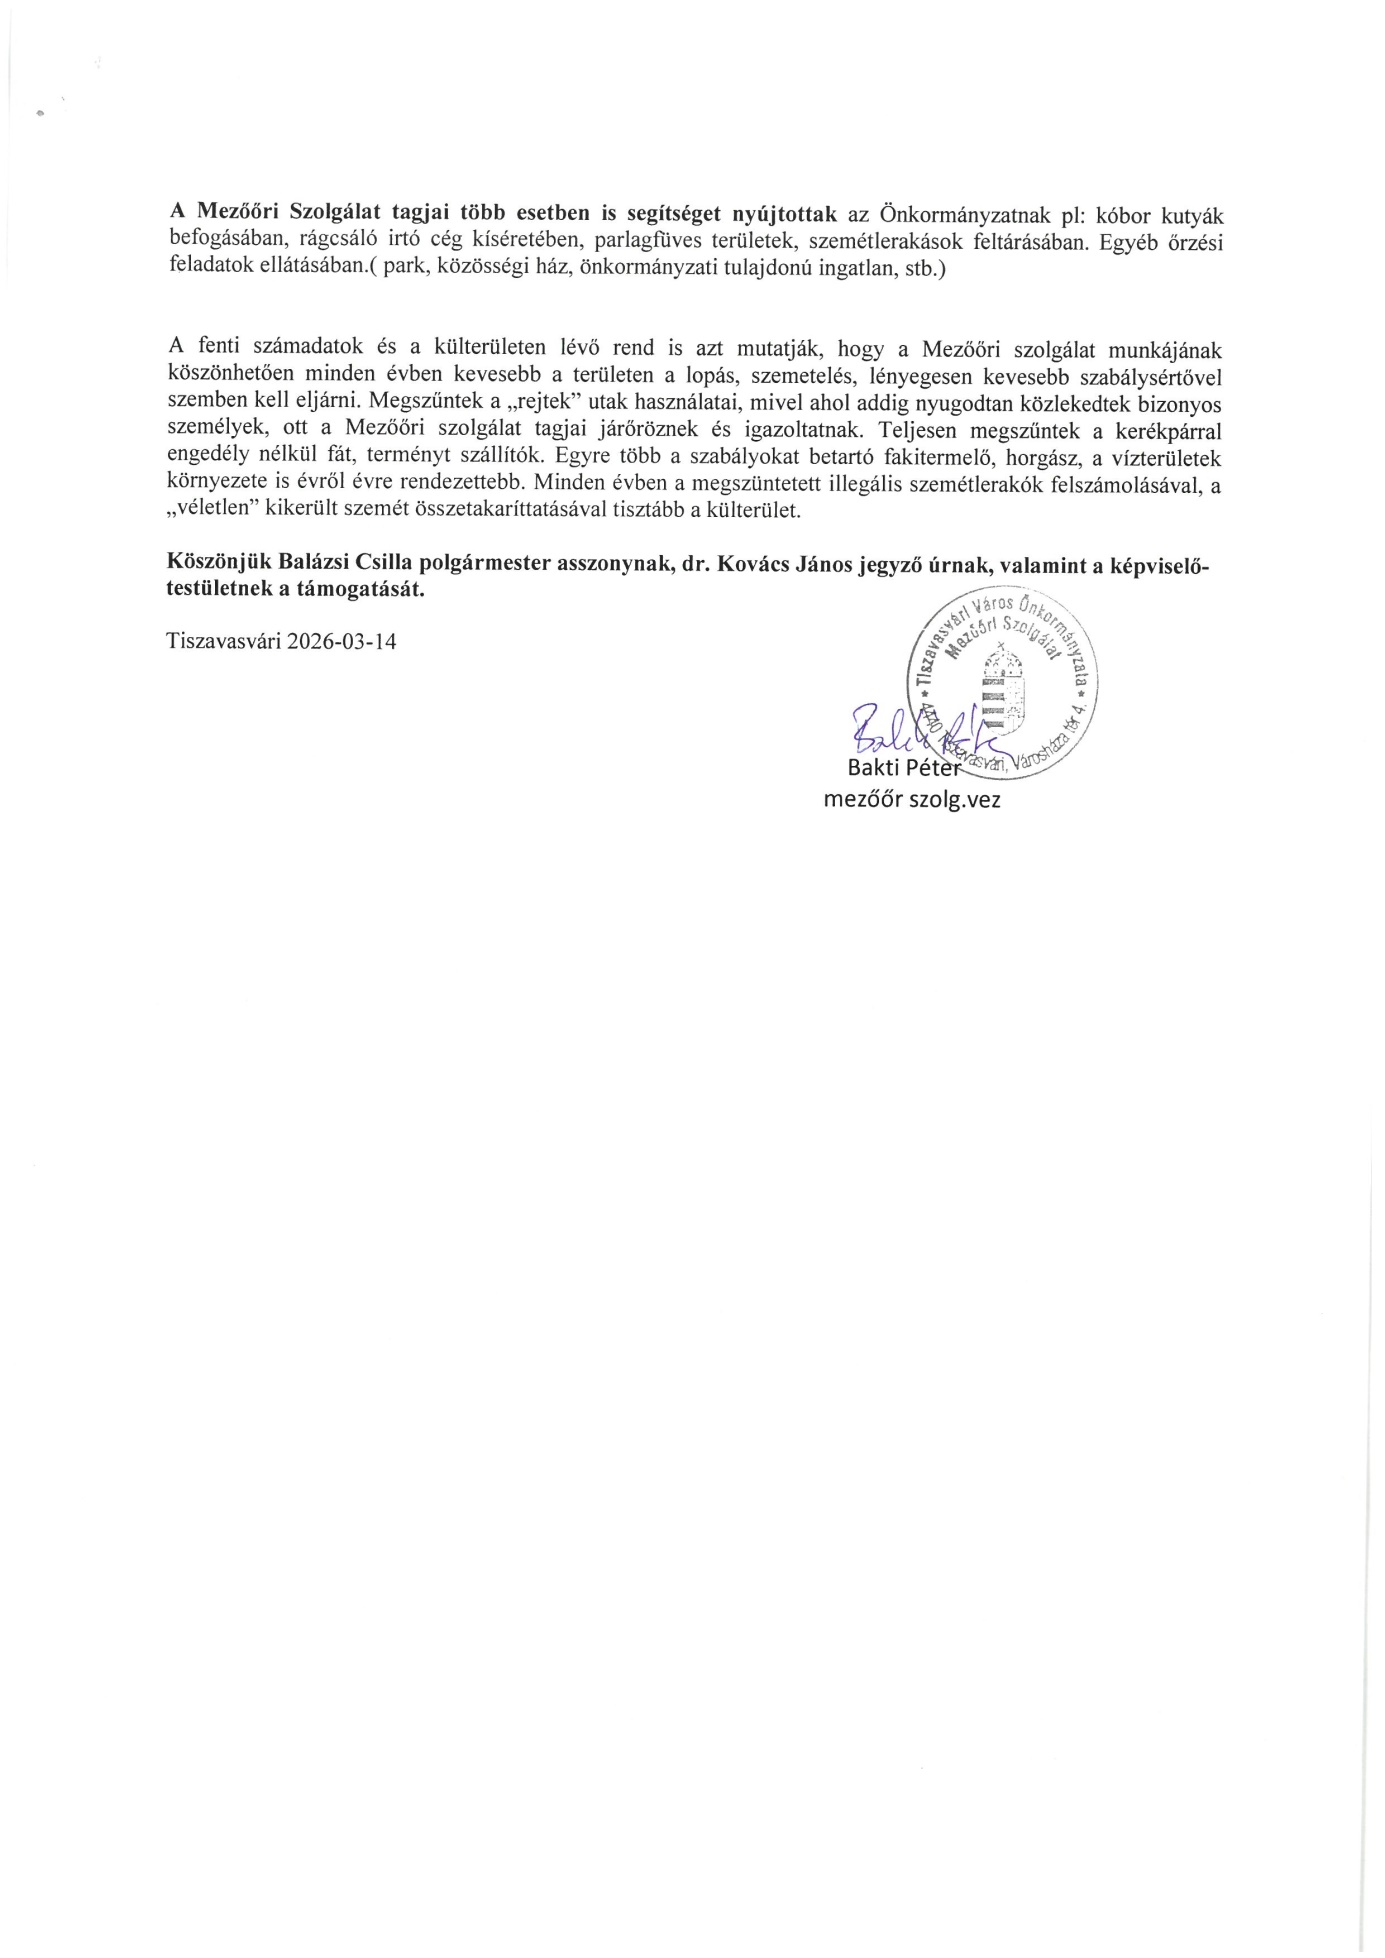 A Mezőőri Szolgálat tagjai több esetben is segítséget nyújtottak az Önkormányzatnak pl: kóbor kutyák
befogásában, rágcsáló irtó cég kíséretében, parlagfüves területek, szemétlerakások feltárásában. Egyéb őrzési
feladatok ellátásában.( park, közösségi ház, önkormányzati tulajdonú ingatlan, stb.)
A fenti számadatok és a külterületen lévő rend is azt mutatják, hogy a Mezőőri szolgálat munkájának
köszönhetően minden évben kevesebb a területen a lopás, szemetelés, lényegesen kevesebb szabálysértővel
szemben kell eljárni. Megszűntek a „rejtek” utak használatai, mivel ahol addig nyugodtan közlekedtek bizonyos
személyek, ott a Mezőőri szolgálat tagjai járőröznek és igazoltatnak. Teljesen megszűntek a kerékpárral
engedély nélkül fát, terményt szállítók. Egyre több a szabályokat betartó fakitermelő, horgász, a vízterületek
környezete is évről évre rendezettebb. Minden évben a megszüntetett illegális szemétlerakók felszámolásával, a
„véletlen” kikerült szemét összetakaríttatásával tisztább a külterület.
Köszönjük Balázsi Csilla polgármester asszonynak, dr. Kovács János jegyző úrnak, valamint a képviselő-
testületnek a támogatását.
Tiszavasvári 2026-03-14
Tiszavasvári Város Önkormányzata
Mezőőri Szolgálat
4440 Tiszavasvári, Városháza tér 4.
Bakti Péter
mezőőr szolg.vez